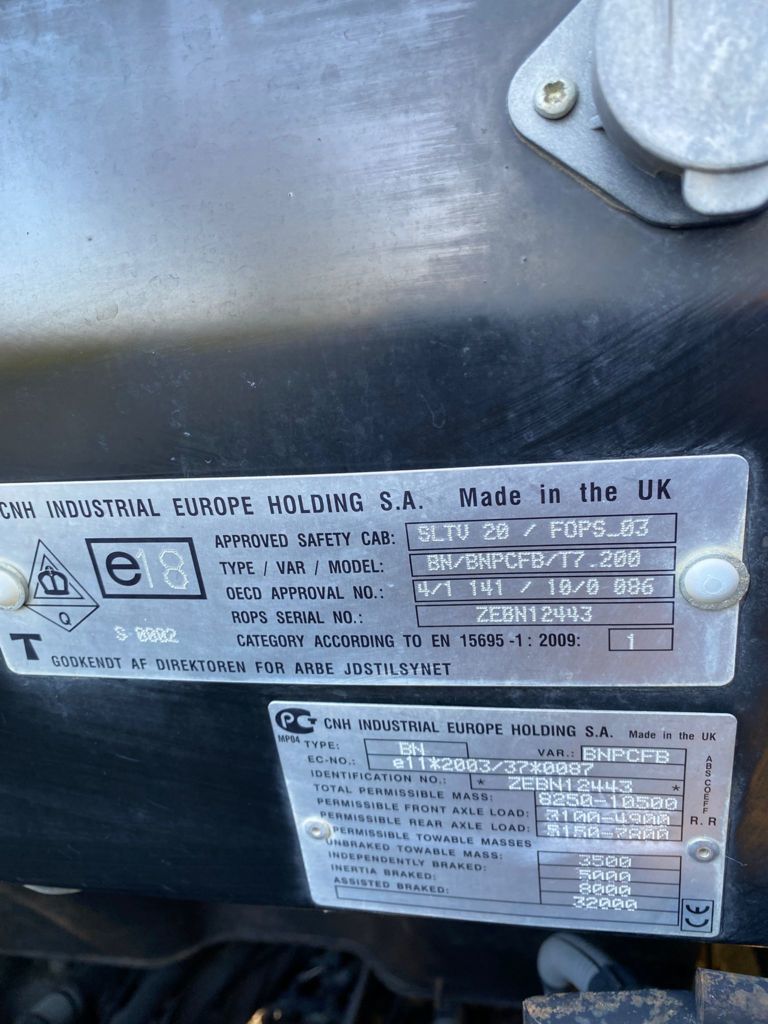 CNH INDUSTRIAL EUROPE HOLDING S.A. Made in the UK
e18
APPROVED SAFETY CAB: SLTV 20 / FOPS_03
TYPE / VAR / MODEL: BN/BNPCFB/T7.200
OECD APPROVAL NO.: 4/1 141 / 10/0 086
ROPS SERIAL NO.: ZEBN12443
Q
S 0002 CATEGORY ACCORDING TO EN 15695-1: 2009: 1
T GODKENDT AF DIREKTOREN FOR ARBE JDSTILSYNET
CNH INDUSTRIAL EUROPE HOLDING S.A. Made in the UK
MP04 TYPE: BN VAR.: BNPCFB
EC-NO.: e11*2003/37*0087
IDENTIFICATION NO.: * ZEBN12443 *
TOTAL PERMISSIBLE MASS: 8250-10500
PERMISSIBLE FRONT AXLE LOAD: 3100-4900
PERMISSIBLE REAR AXLE LOAD: 5150-7800
PERMISSIBLE TOWABLE MASSES
UNBRAKED TOWABLE MASS: 3500
INDEPENDENTLY BRAKED: 5000
INERTIA BRAKED: 8000
ASSISTED BRAKED: 32000
ABSCOEFF
R.R